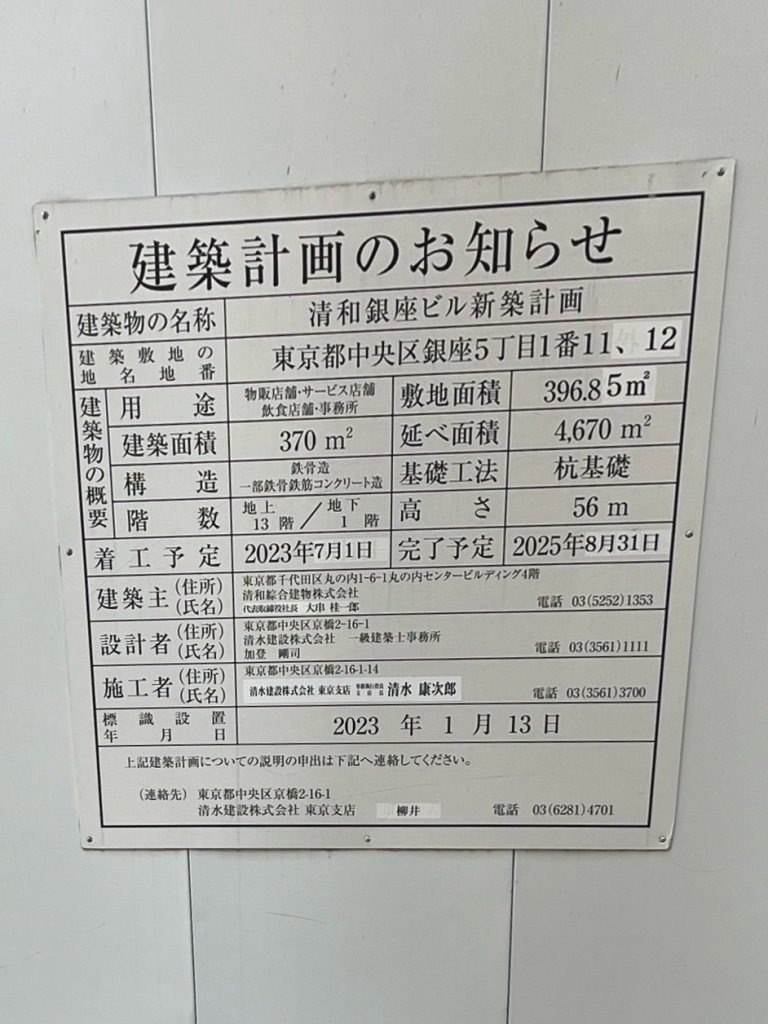 建築計画のお知らせ
建築物の名称 清和銀座ビル新築計画
建築敷地の地名地番 東京都中央区銀座5丁目1番11、12
建築物の概要
用途 物販店舗・サービス店舗
飲食店舗・事務所
敷地面積 396.85㎡
建築面積 370 m²
延べ面積 4,670 m²
構造 鉄骨造
一部鉄骨鉄筋コンクリート造
基礎工法 杭基礎
階数 地上13階/地下1階
高さ 56 m
着工予定 2023年7月1日
完了予定 2025年8月31日
建築主(住所)(氏名)
東京都千代田区丸の内1-6-1丸の内センタービルディング4階
清和綜合建物株式会社
代表取締役社長 大串 桂一郎
電話 03(5252)1353
設計者(住所)(氏名)
東京都中央区京橋2-16-1
清水建設株式会社 一級建築士事務所
加登 剛司
電話 03(3561)1111
施工者(住所)(氏名)
東京都中央区京橋2-16-1-14
清水建設株式会社 東京支店 専務執行役員支店長 清水 康次郎
電話 03(3561)3700
標識設置年月日 2023 年 1 月 13 日
上記建築計画についての説明の申出は下記へ連絡してください。
(連絡先) 東京都中央区京橋2-16-1
清水建設株式会社 東京支店 柳井 電話 03(6281)4701